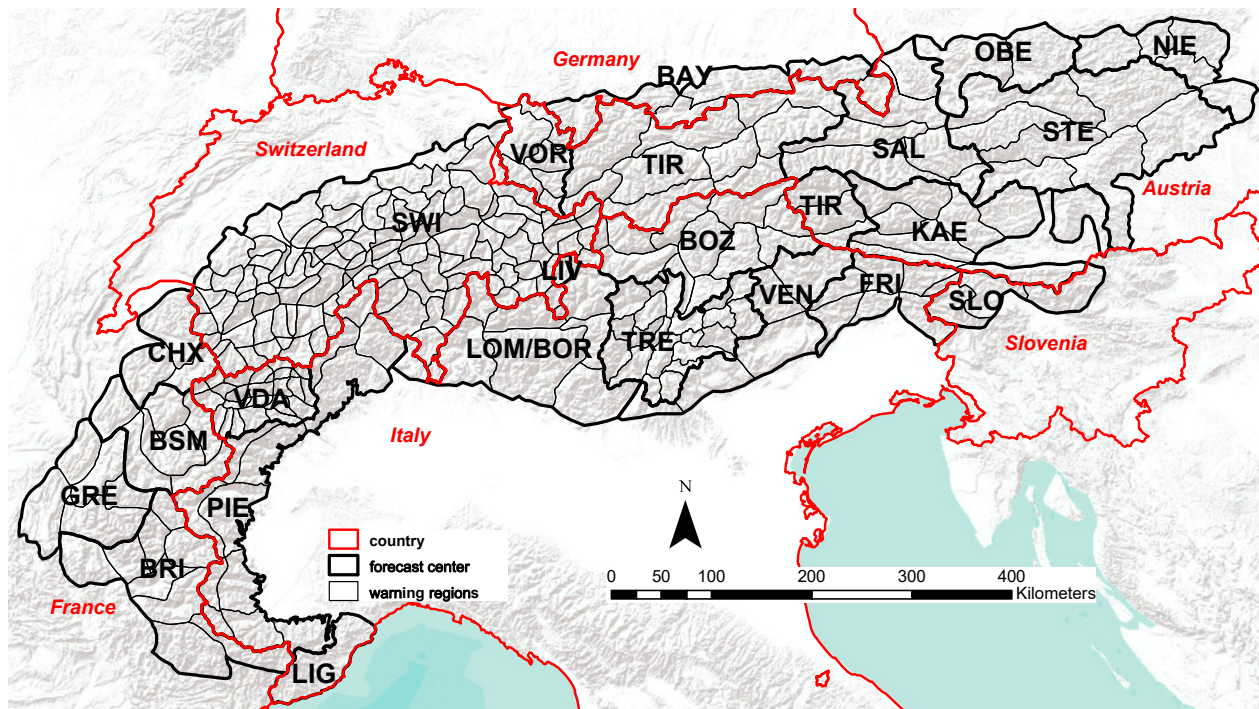 OBE
NIE
Germany
BAY
Switzerland
VOR
TIR
SAL
STE
Austria
SWI
TIR
KAE
BOZ
LIV
VEN
FRI
SLO
CHX
LOM/BOR
TRE
Slovenia
VDA
BSM
Italy
GRE
PIE
N
country
forecast center
warning regions
BRI
0 50 100 200 300 400
Kilometers
France
LIG